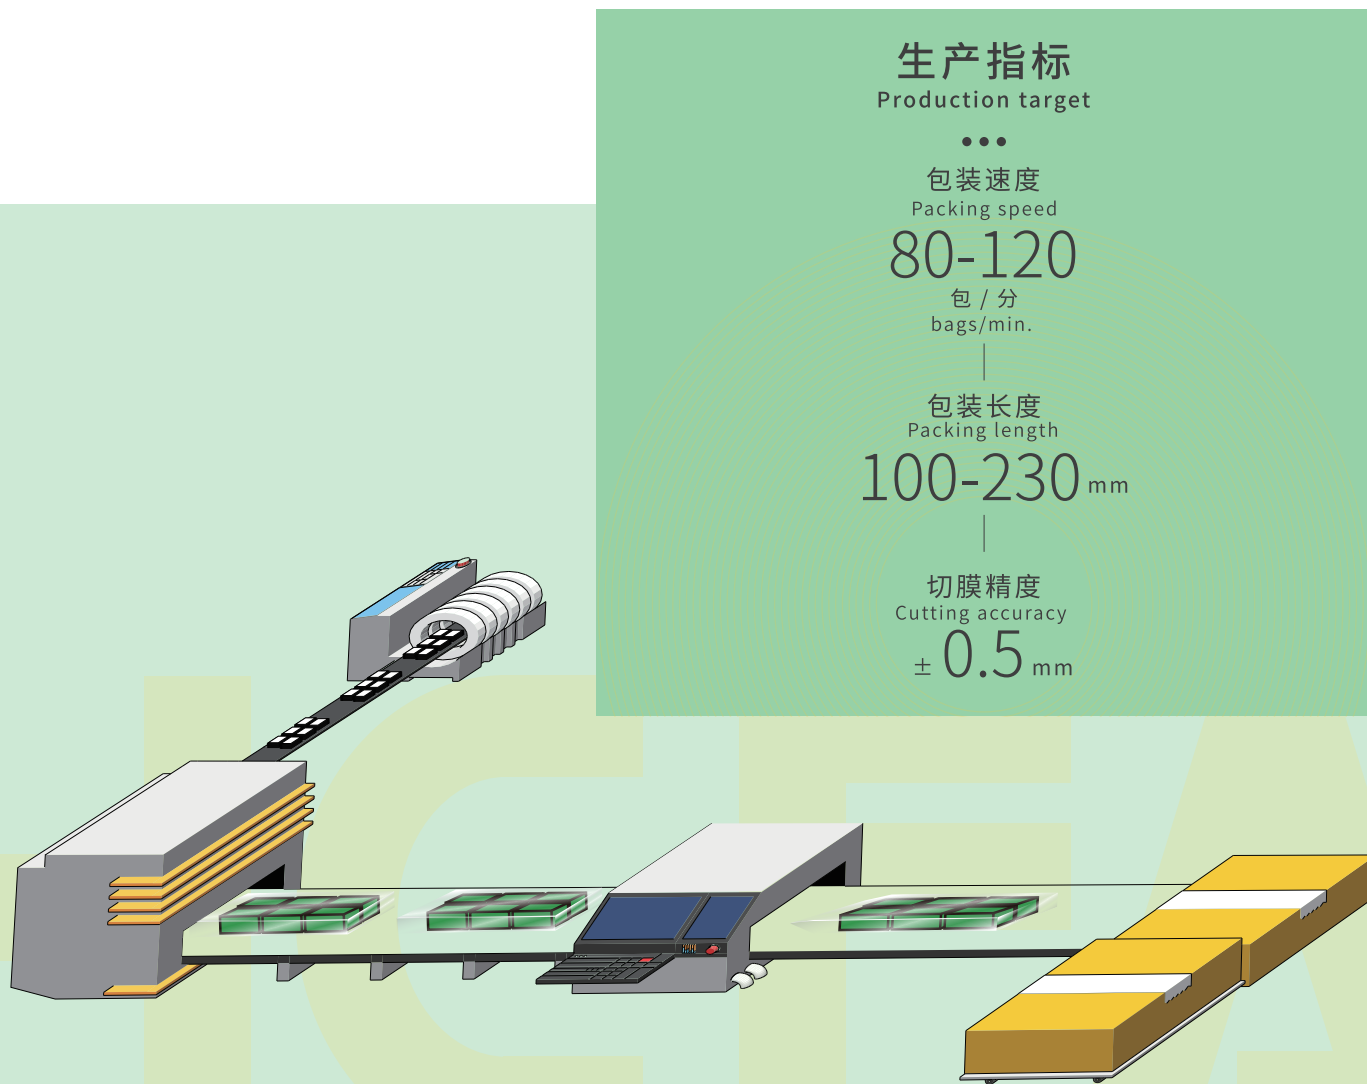 生产指标
Production target
包装速度
Packing speed
80-120
包 / 分
bags/min.
包装长度
Packing length
100-230 mm
切膜精度
Cutting accuracy
± 0.5 mm